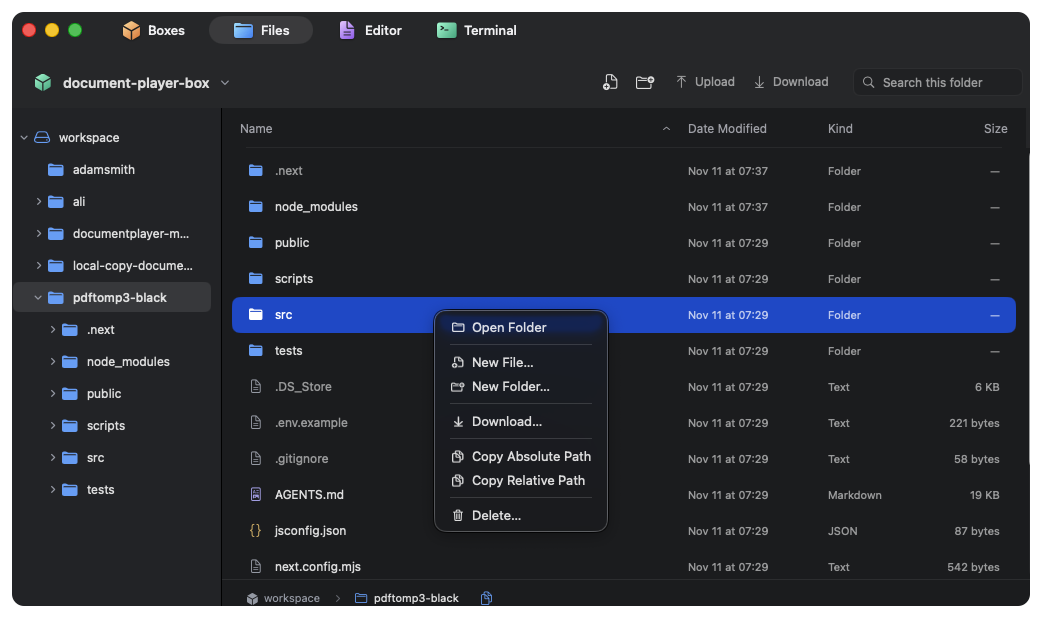 Boxes Files Editor Terminal
document-player-box Upload Download Search this folder
workspace
adamsmith
ali
documentplayer-m...
local-copy-docume...
pdftomp3-black
.next
node_modules
public
scripts
src
tests
Name Date Modified Kind Size
.next Nov 11 at 07:37 Folder —
node_modules Nov 11 at 07:37 Folder —
public Nov 11 at 07:29 Folder —
scripts Nov 11 at 07:29 Folder —
src Nov 11 at 07:29 Folder —
tests Nov 11 at 07:29 Folder —
.DS_Store Nov 11 at 07:29 Text 6 KB
.env.example Nov 11 at 07:29 Text 221 bytes
.gitignore Nov 11 at 07:29 Text 58 bytes
AGENTS.md Nov 11 at 07:29 Markdown 19 KB
jsconfig.json Nov 11 at 07:29 JSON 87 bytes
next.config.mjs Nov 11 at 07:29 Text 542 bytes
Open Folder
New File...
New Folder...
Download...
Copy Absolute Path
Copy Relative Path
Delete...
workspace > pdftomp3-black